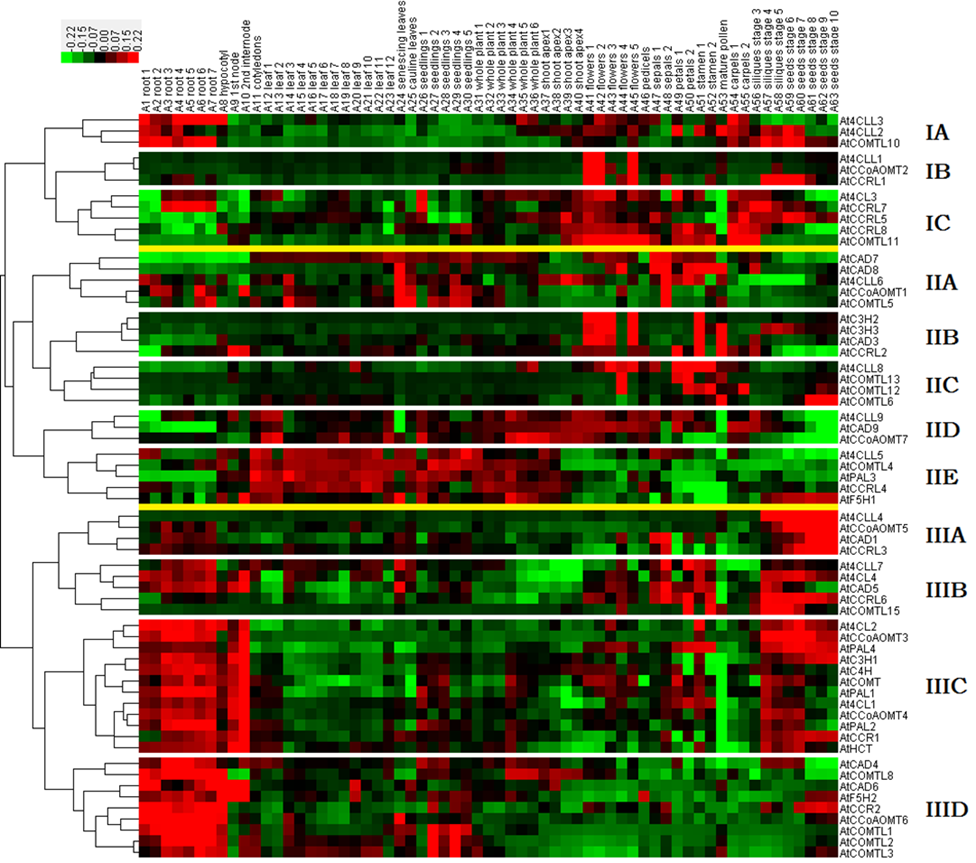 -0.22
-0.15
-0.07
0.00
0.07
0.15
0.22
A1 root 1
A2 root 2
A3 root 3
A4 root 4
A5 root 5
A6 root 6
A7 root 7
A8 hypocotyl
A9 1st node
A10 2nd internode
A11 cotyledons
A12 leaf 1
A13 leaf 2
A14 leaf 3
A15 leaf 4
A16 leaf 5
A17 leaf 6
A18 leaf 7
A19 leaf 8
A20 leaf 9
A21 leaf 10
A22 leaf 11
A23 leaf 12
A24 senescing leaves
A25 cauline leaves
A26 seedlings 1
A27 seedlings 2
A28 seedlings 3
A29 seedlings 4
A30 seedlings 5
A31 whole plant 1
A32 whole plant 2
A33 whole plant 3
A34 whole plant 4
A35 whole plant 5
A36 whole plant 6
A37 shoot apex1
A38 shoot apex2
A39 shoot apex3
A40 shoot apex4
A41 flowers 1
A42 flowers 2
A43 flowers 3
A44 flowers 4
A45 flowers 5
A46 pedicels
A47 sepals 1
A48 sepals 2
A49 petals 1
A50 petals 2
A51 stamen 1
A52 stamen 2
A53 mature pollen
A54 carpels 1
A55 carpels 2
A56 siliques stage 3
A57 siliques stage 4
A58 siliques stage 5
A59 seeds stage 6
A60 seeds stage 7
A61 seeds stage 8
A62 seeds stage 9
A63 seeds stage 10
At4CLL3
At4CLL2
AtCOMTL10
IA
At4CLL1
AtCCoAOMT2
AtCCRL1
IB
At4CL3
AtCCRL7
AtCCRL5
AtCCRL8
AtCOMTL11
IC
AtCAD7
AtCAD8
At4CLL6
AtCCoAOMT1
AtCOMTL5
IIA
AtC3H2
AtC3H3
AtCAD3
AtCCRL2
IIB
At4CLL8
AtCOMTL13
AtCOMTL12
AtCOMTL6
IIC
At4CLL9
AtCAD9
AtCCoAOMT7
IID
At4CLL5
AtCOMTL4
AtPAL3
AtCCRL4
AtF5H1
IIE
At4CLL4
AtCCoAOMT5
AtCAD1
AtCCRL3
IIIA
At4CLL7
At4CL4
AtCAD5
AtCCRL6
AtCOMTL15
IIIB
At4CL2
AtCCoAOMT3
AtPAL4
AtC3H1
AtC4H
AtCOMT
AtPAL1
At4CL1
AtCCoAOMT4
AtPAL2
AtCCR1
AtHCT
IIIC
AtCAD4
AtCOMTL8
AtCAD6
AtF5H2
AtCCR2
AtCCoAOMT6
AtCOMTL1
AtCOMTL2
AtCOMTL3
IIID